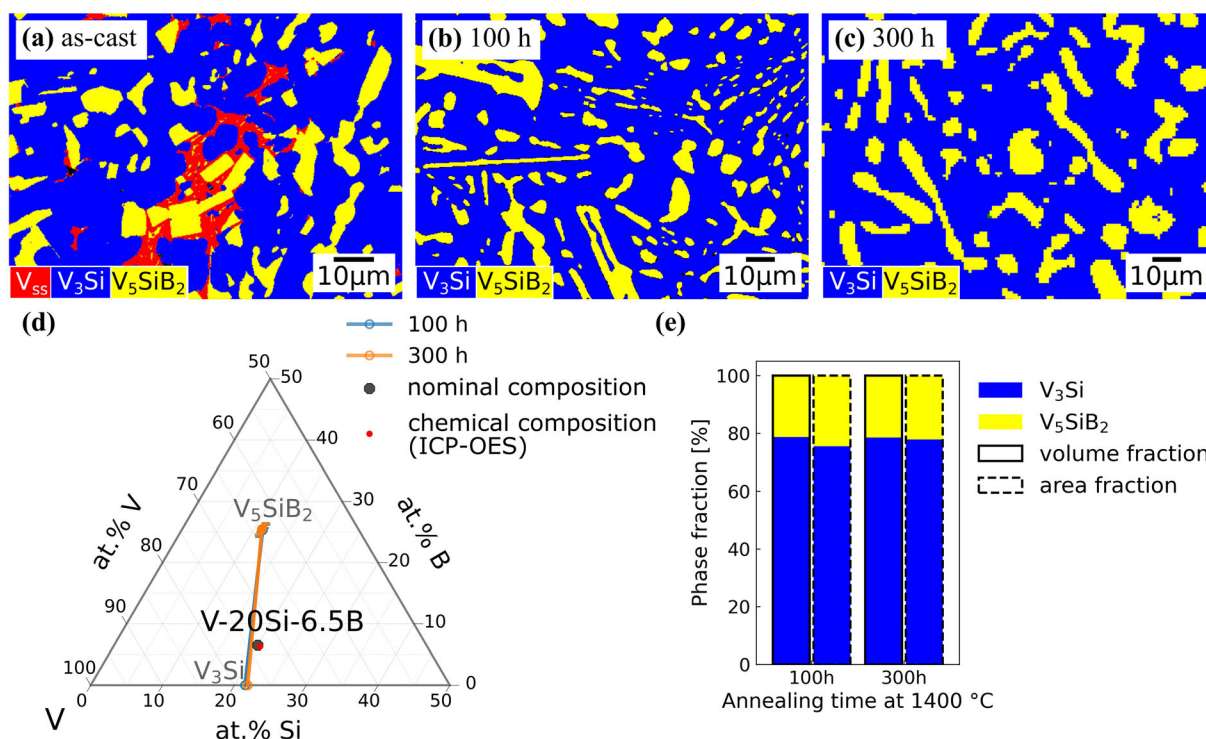 (a) as-cast
(b) 100 h
(c) 300 h
10µm
10µm
10µm
Vss V₃Si V₅SiB₂
V₃Si V₅SiB₂
V₃Si V₅SiB₂
(d)
100 h
300 h
nominal composition
chemical composition
(ICP-OES)
50
50
60
40
70
30
80
20
90
10
100
0
0
10
20
30
40
50
at.% V
at.% B
at.% Si
V
V₅SiB₂
V-20Si-6.5B
V₃Si
(e)
100
80
60
40
20
0
Phase fraction [%]
100h
300h
Annealing time at 1400 °C
V₃Si
V₅SiB₂
volume fraction
area fraction